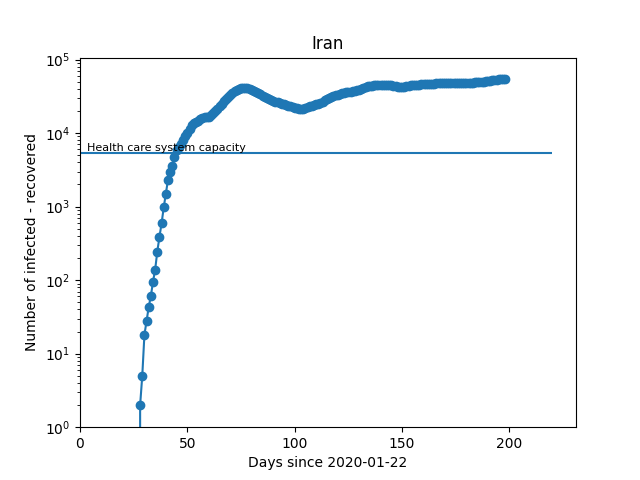 Iran
Number of infected - recovered
10^5
10^4
10^3
10^2
10^1
10^0
Health care system capacity
0 50 100 150 200
Days since 2020-01-22